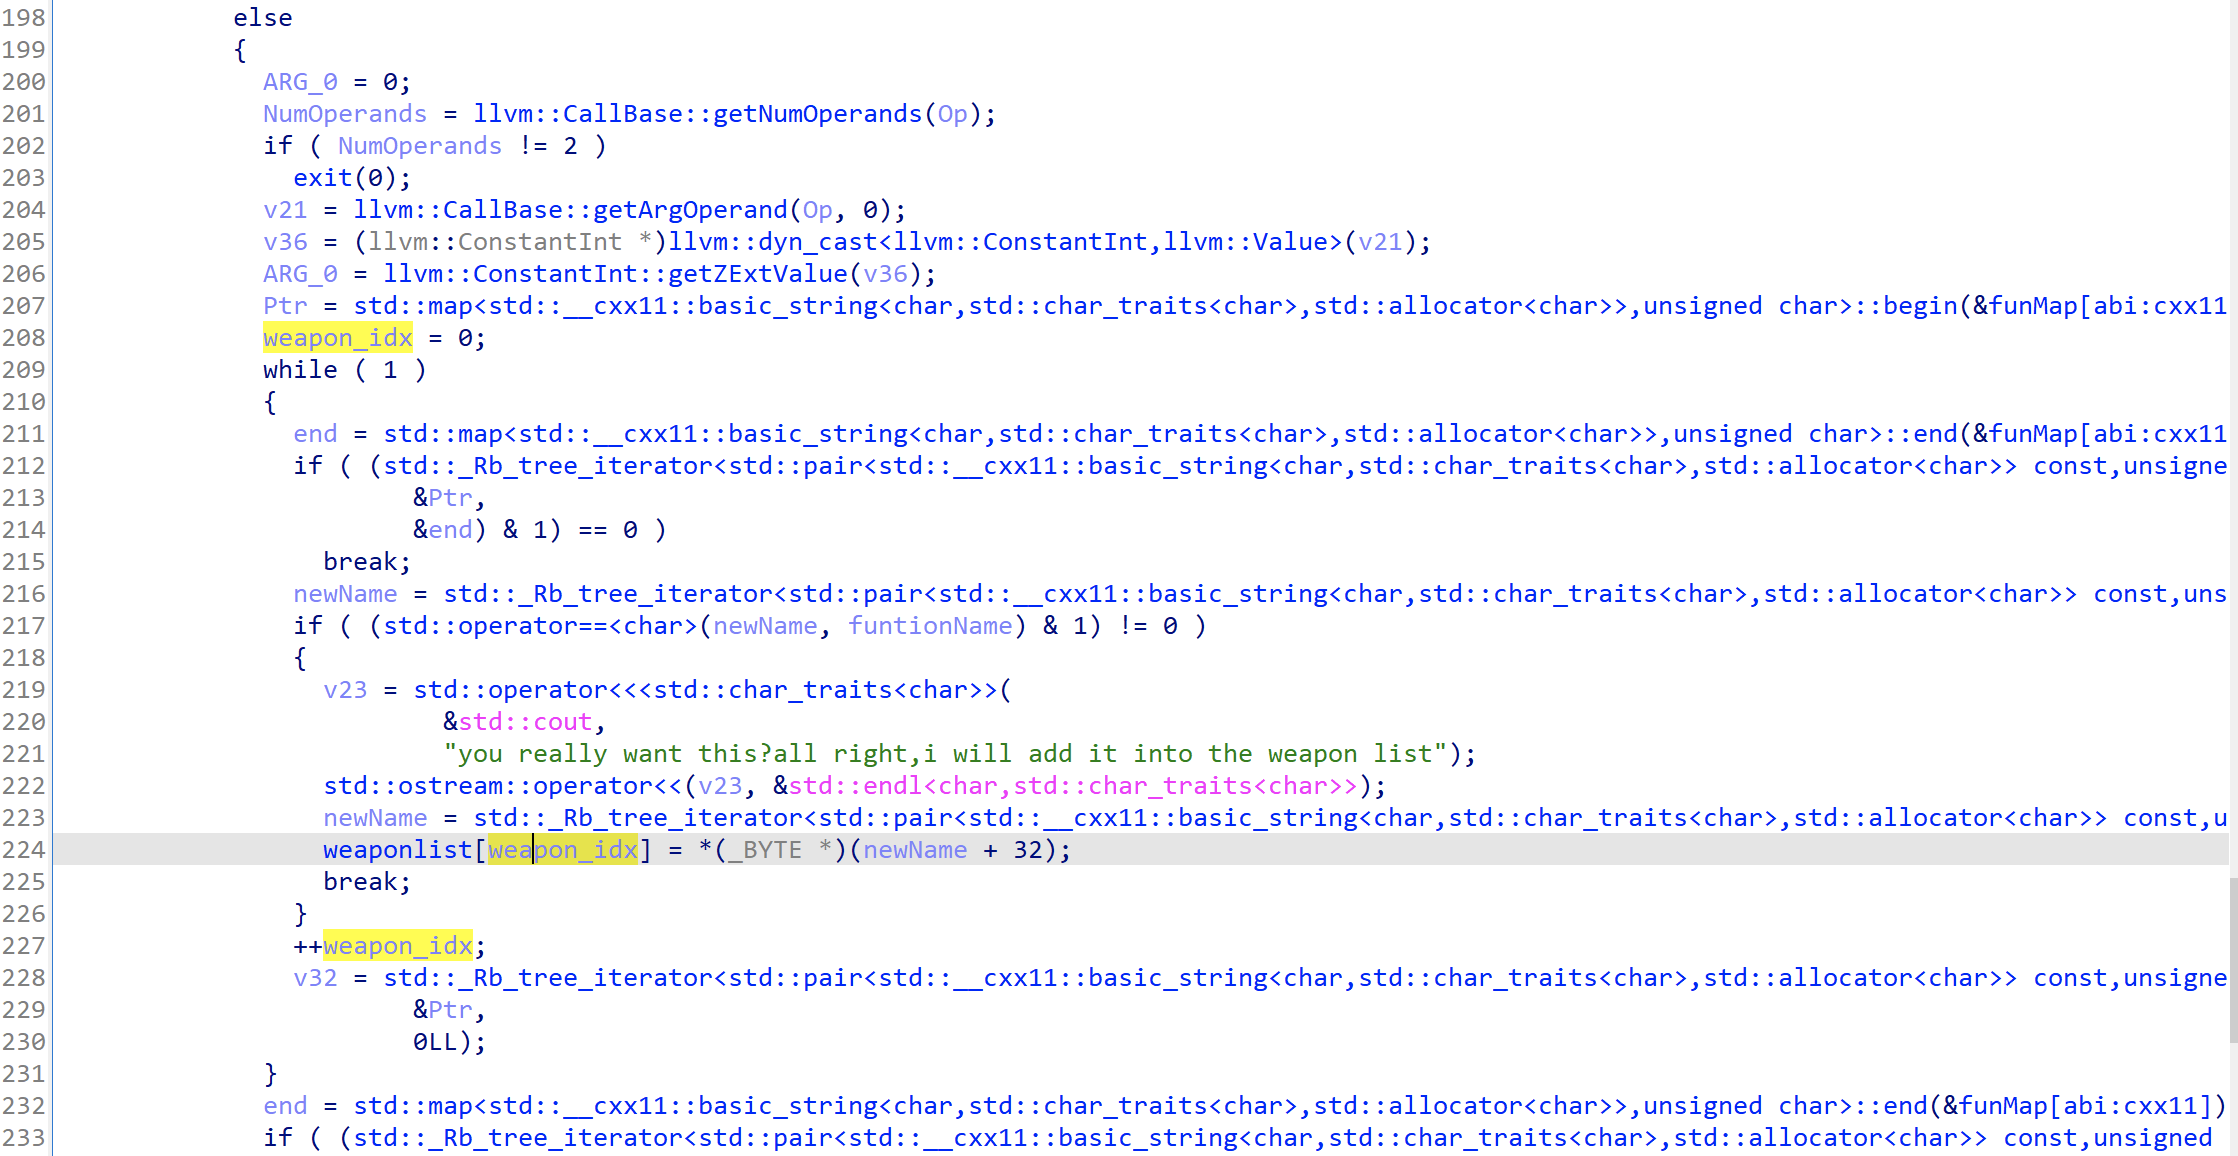 198 else
199 {
200 ARG_0 = 0;
201 NumOperands = llvm::CallBase::getNumOperands(Op);
202 if ( NumOperands != 2 )
203 exit(0);
204 v21 = llvm::CallBase::getArgOperand(Op, 0);
205 v36 = (llvm::ConstantInt *)llvm::dyn_cast<llvm::ConstantInt,llvm::Value>(v21);
206 ARG_0 = llvm::ConstantInt::getZExtValue(v36);
207 Ptr = std::map<std::__cxx11::basic_string<char,std::char_traits<char>,std::allocator<char>>,unsigned char>::begin(&funMap[abi:cxx11
208 weapon_idx = 0;
209 while ( 1 )
210 {
211 end = std::map<std::__cxx11::basic_string<char,std::char_traits<char>,std::allocator<char>>,unsigned char>::end(&funMap[abi:cxx11
212 if ( (std::_Rb_tree_iterator<std::pair<std::__cxx11::basic_string<char,std::char_traits<char>,std::allocator<char>> const,unsigne
213 &Ptr,
214 &end) & 1) == 0 )
215 break;
216 newName = std::_Rb_tree_iterator<std::pair<std::__cxx11::basic_string<char,std::char_traits<char>,std::allocator<char>> const,uns
217 if ( (std::operator==<char>(newName, funtionName) & 1) != 0 )
218 {
219 v23 = std::operator<<<std::char_traits<char>>(
220 &std::cout,
221 "you really want this?all right,i will add it into the weapon list");
222 std::ostream::operator<<(v23, &std::endl<char,std::char_traits<char>>);
223 newName = std::_Rb_tree_iterator<std::pair<std::__cxx11::basic_string<char,std::char_traits<char>,std::allocator<char>> const,u
224 weaponlist[weapon_idx] = *(_BYTE *)(newName + 32);
225 break;
226 }
227 ++weapon_idx;
228 v32 = std::_Rb_tree_iterator<std::pair<std::__cxx11::basic_string<char,std::char_traits<char>,std::allocator<char>> const,unsigne
229 &Ptr,
230 0LL);
231 }
232 end = std::map<std::__cxx11::basic_string<char,std::char_traits<char>,std::allocator<char>>,unsigned char>::end(&funMap[abi:cxx11])
233 if ( (std::_Rb_tree_iterator<std::pair<std::__cxx11::basic_string<char,std::char_traits<char>,std::allocator<char>> const,unsigned